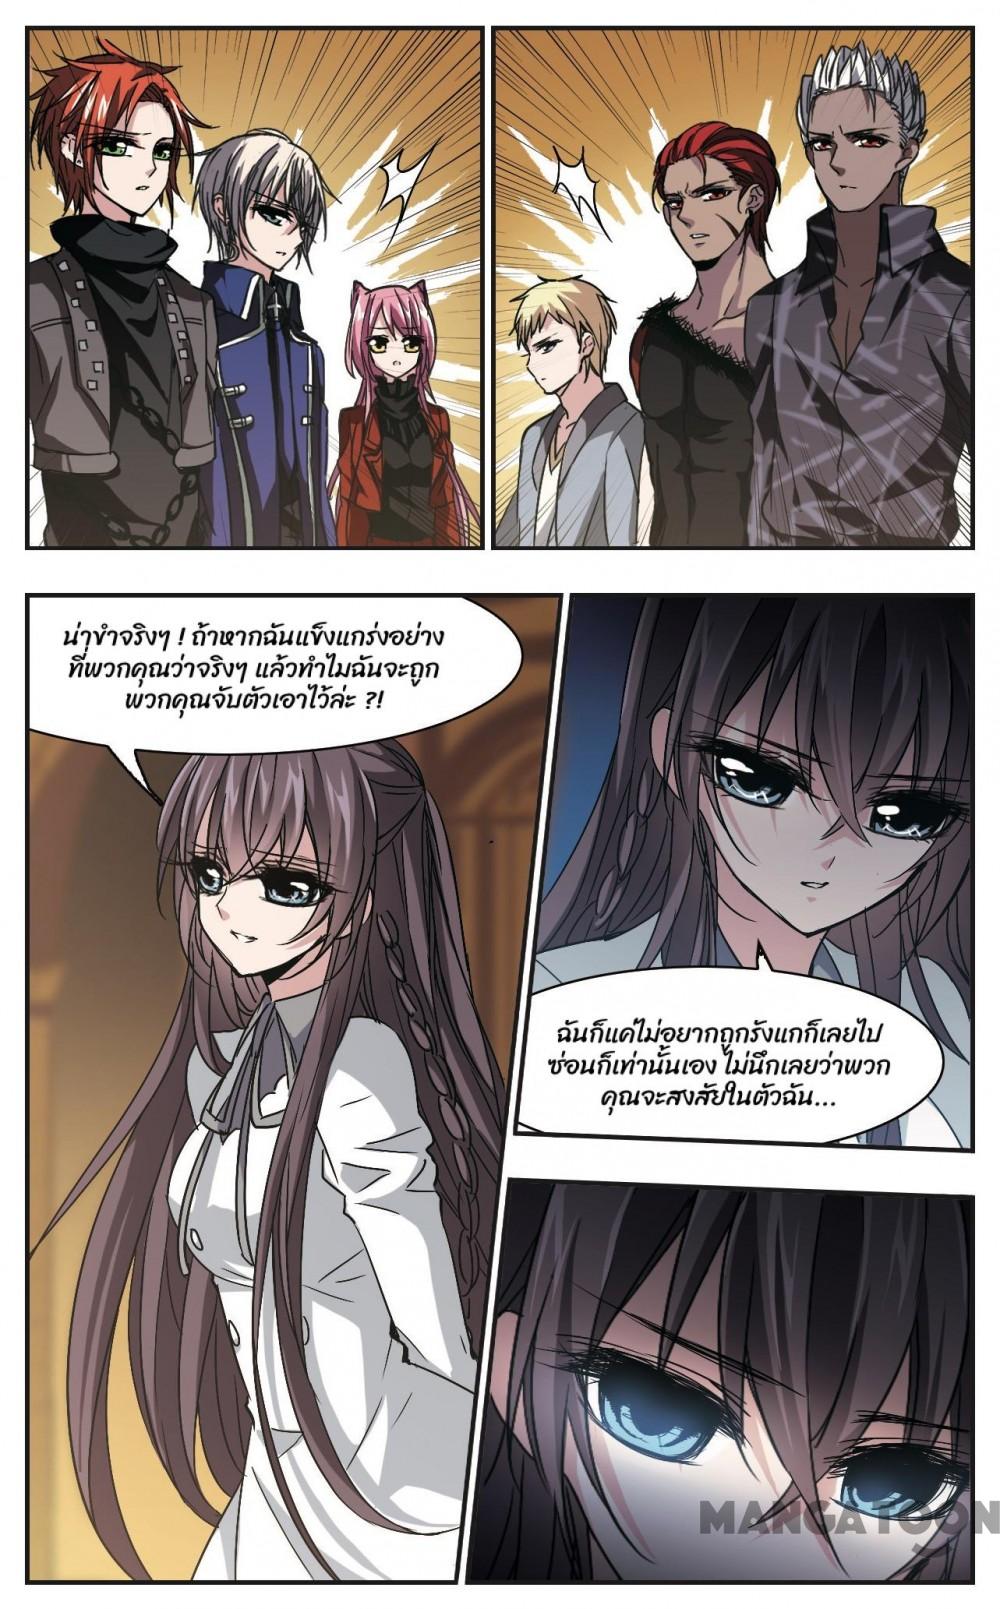 น่าขำจริงๆ ! ถ้าหากฉันแข็งแกร่งอย่าง
ที่พวกคุณว่าจริงๆ แล้วทำไมฉันจะถูก
พวกคุณจับตัวเอาไว้ล่ะ ?!
ฉันก็แค่ไม่อยากถูกรังแกก็เลยไป
ซ่อนก็เท่านั้นเอง ไม่นึกเลยว่าพวก
คุณจะสงสัยในตัวฉัน...
MANGATOON